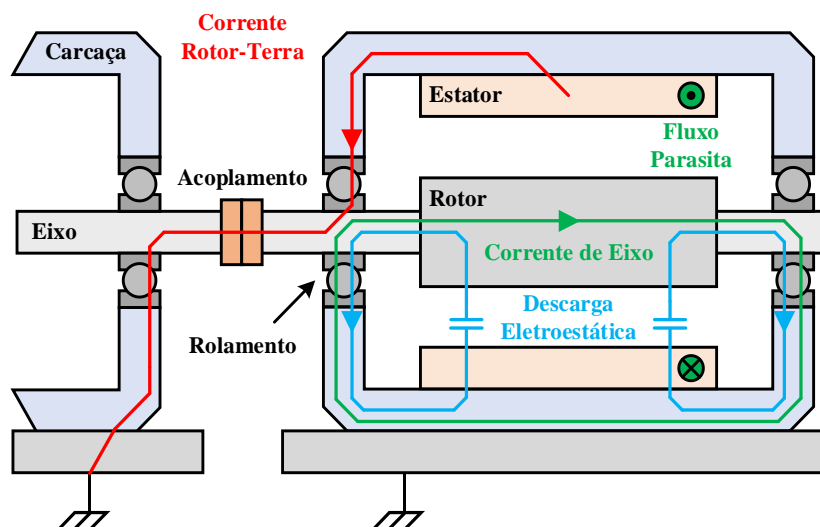 Carcaça
Corrente
Rotor-Terra
Estator
Fluxo
Parasita
Acoplamento
Rotor
Eixo
Corrente de Eixo
Descarga
Eletroestática
Rolamento